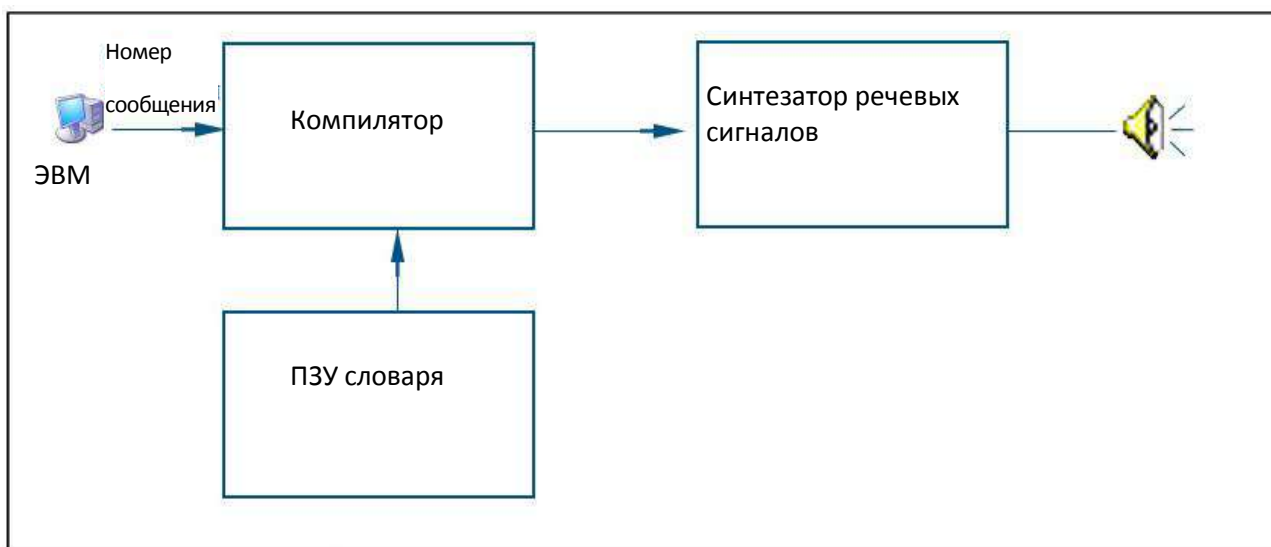 Номер
сообщения
ЭВМ
Компилятор
Синтезатор речевых
сигналов
ПЗУ словаря